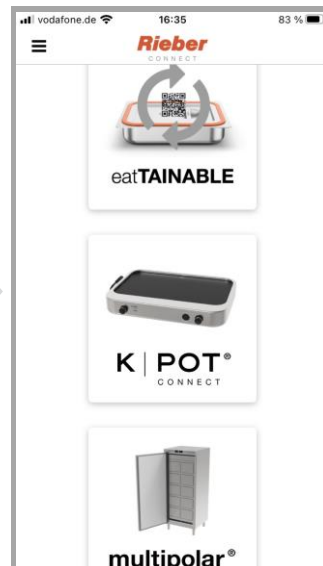 vodafone.de 16:35 83 %
Rieber
CONNECT
eatTAINABLE
K | POT®
CONNECT
multipolar®